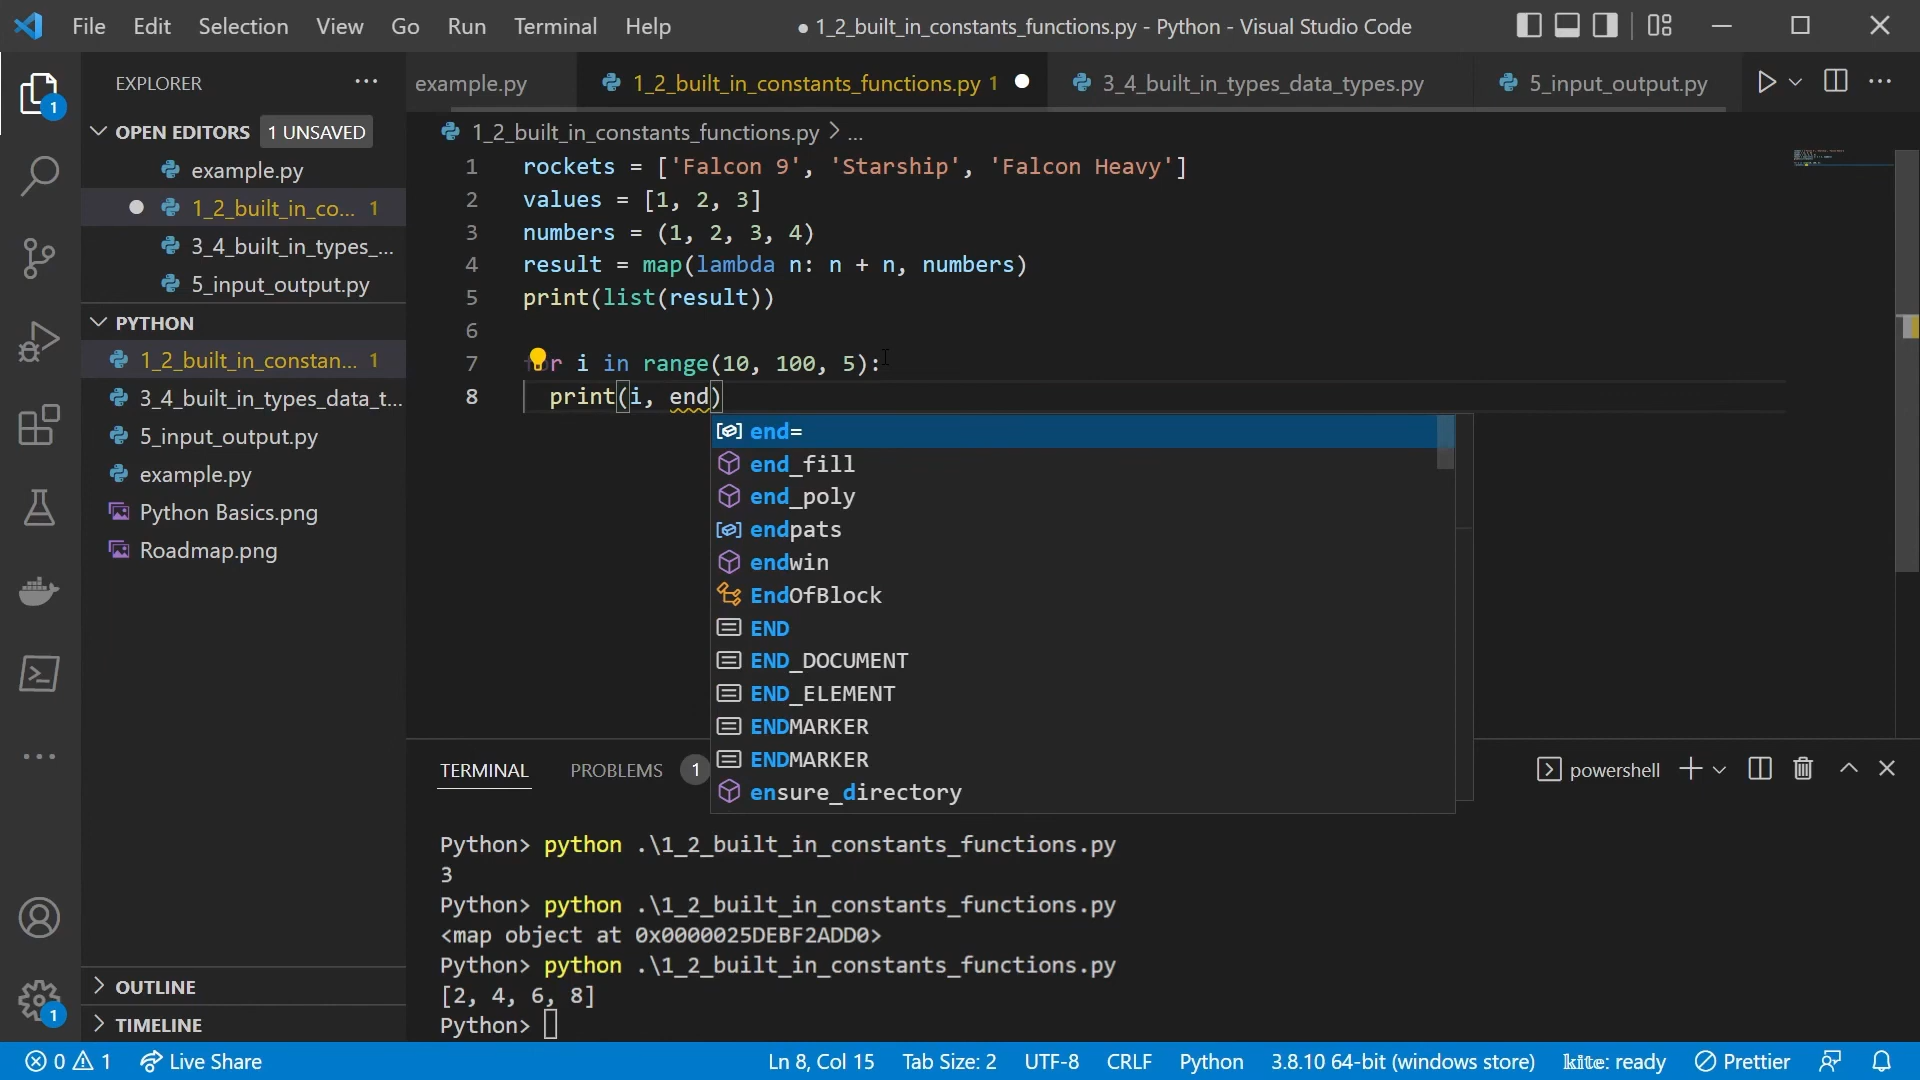 File Edit Selection View Go Run Terminal Help ● 1_2_built_in_constants_functions.py - Python - Visual Studio Code
EXPLORER ...
example.py 1_2_built_in_constants_functions.py 1 3_4_built_in_types_data_types.py 5_input_output.py
OPEN EDITORS 1 UNSAVED
example.py
1_2_built_in_co... 1
3_4_built_in_types_...
5_input_output.py
PYTHON
1_2_built_in_constan... 1
3_4_built_in_types_data_t...
5_input_output.py
example.py
Python Basics.png
Roadmap.png
OUTLINE
TIMELINE
1
1
1_2_built_in_constants_functions.py > ...
1 rockets = ['Falcon 9', 'Starship', 'Falcon Heavy']
2 values = [1, 2, 3]
3 numbers = (1, 2, 3, 4)
4 result = map(lambda n: n + n, numbers)
5 print(list(result))
6
7 for i in range(10, 100, 5):
8 print(i, end)
end=
end_fill
end_poly
endpats
endwin
EndOfBlock
END
END_DOCUMENT
END_ELEMENT
ENDMARKER
ENDMARKER
ensure_directory
TERMINAL PROBLEMS 1 powershell
Python> python .\1_2_built_in_constants_functions.py
3
Python> python .\1_2_built_in_constants_functions.py
<map object at 0x0000025DEBF2ADD0>
Python> python .\1_2_built_in_constants_functions.py
[2, 4, 6, 8]
Python>
0 1 Live Share Ln 8, Col 15 Tab Size: 2 UTF-8 CRLF Python 3.8.10 64-bit (windows store) kite: ready Prettier